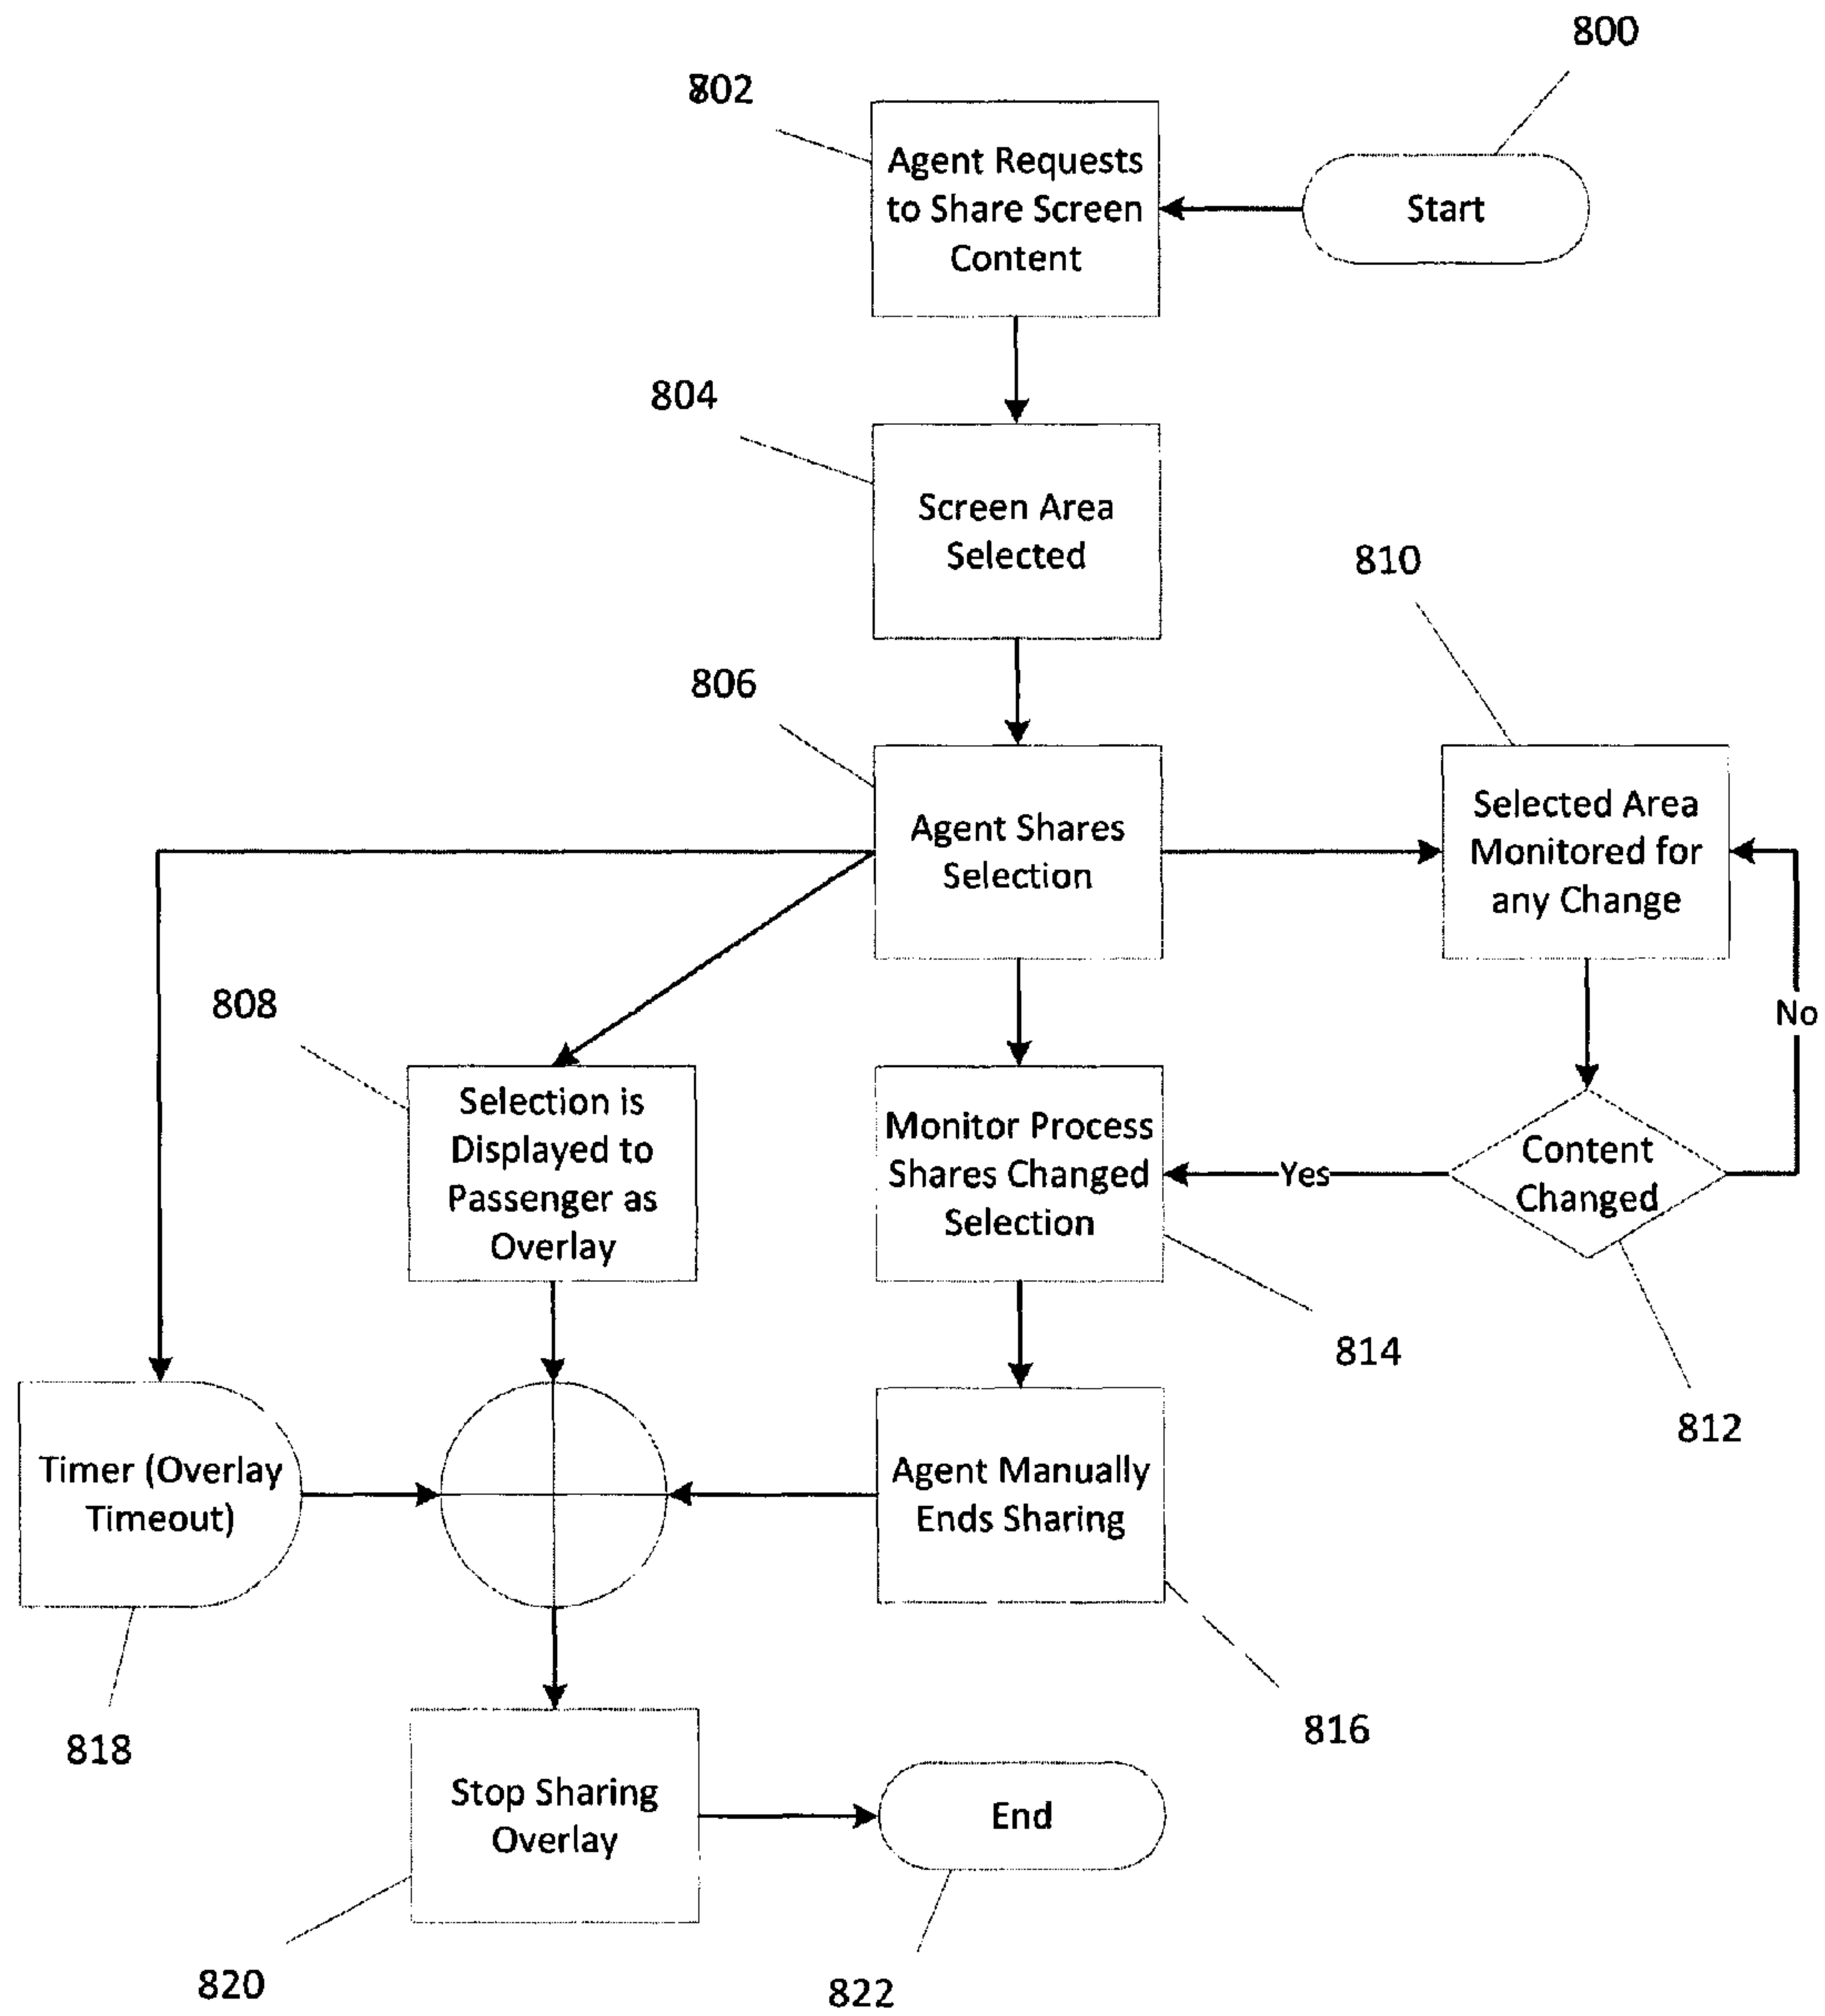 800
802
Agent Requests
to Share Screen
Content
Start
804
Screen Area
Selected
810
806
Agent Shares
Selection
Selected Area
Monitored for
any Change
No
808
Selection is
Displayed to
Passenger as
Overlay
Monitor Process
Shares Changed
Selection
Yes
Content
Changed
814
812
Timer (Overlay
Timeout)
Agent Manually
Ends Sharing
818
816
Stop Sharing
Overlay
End
820
822